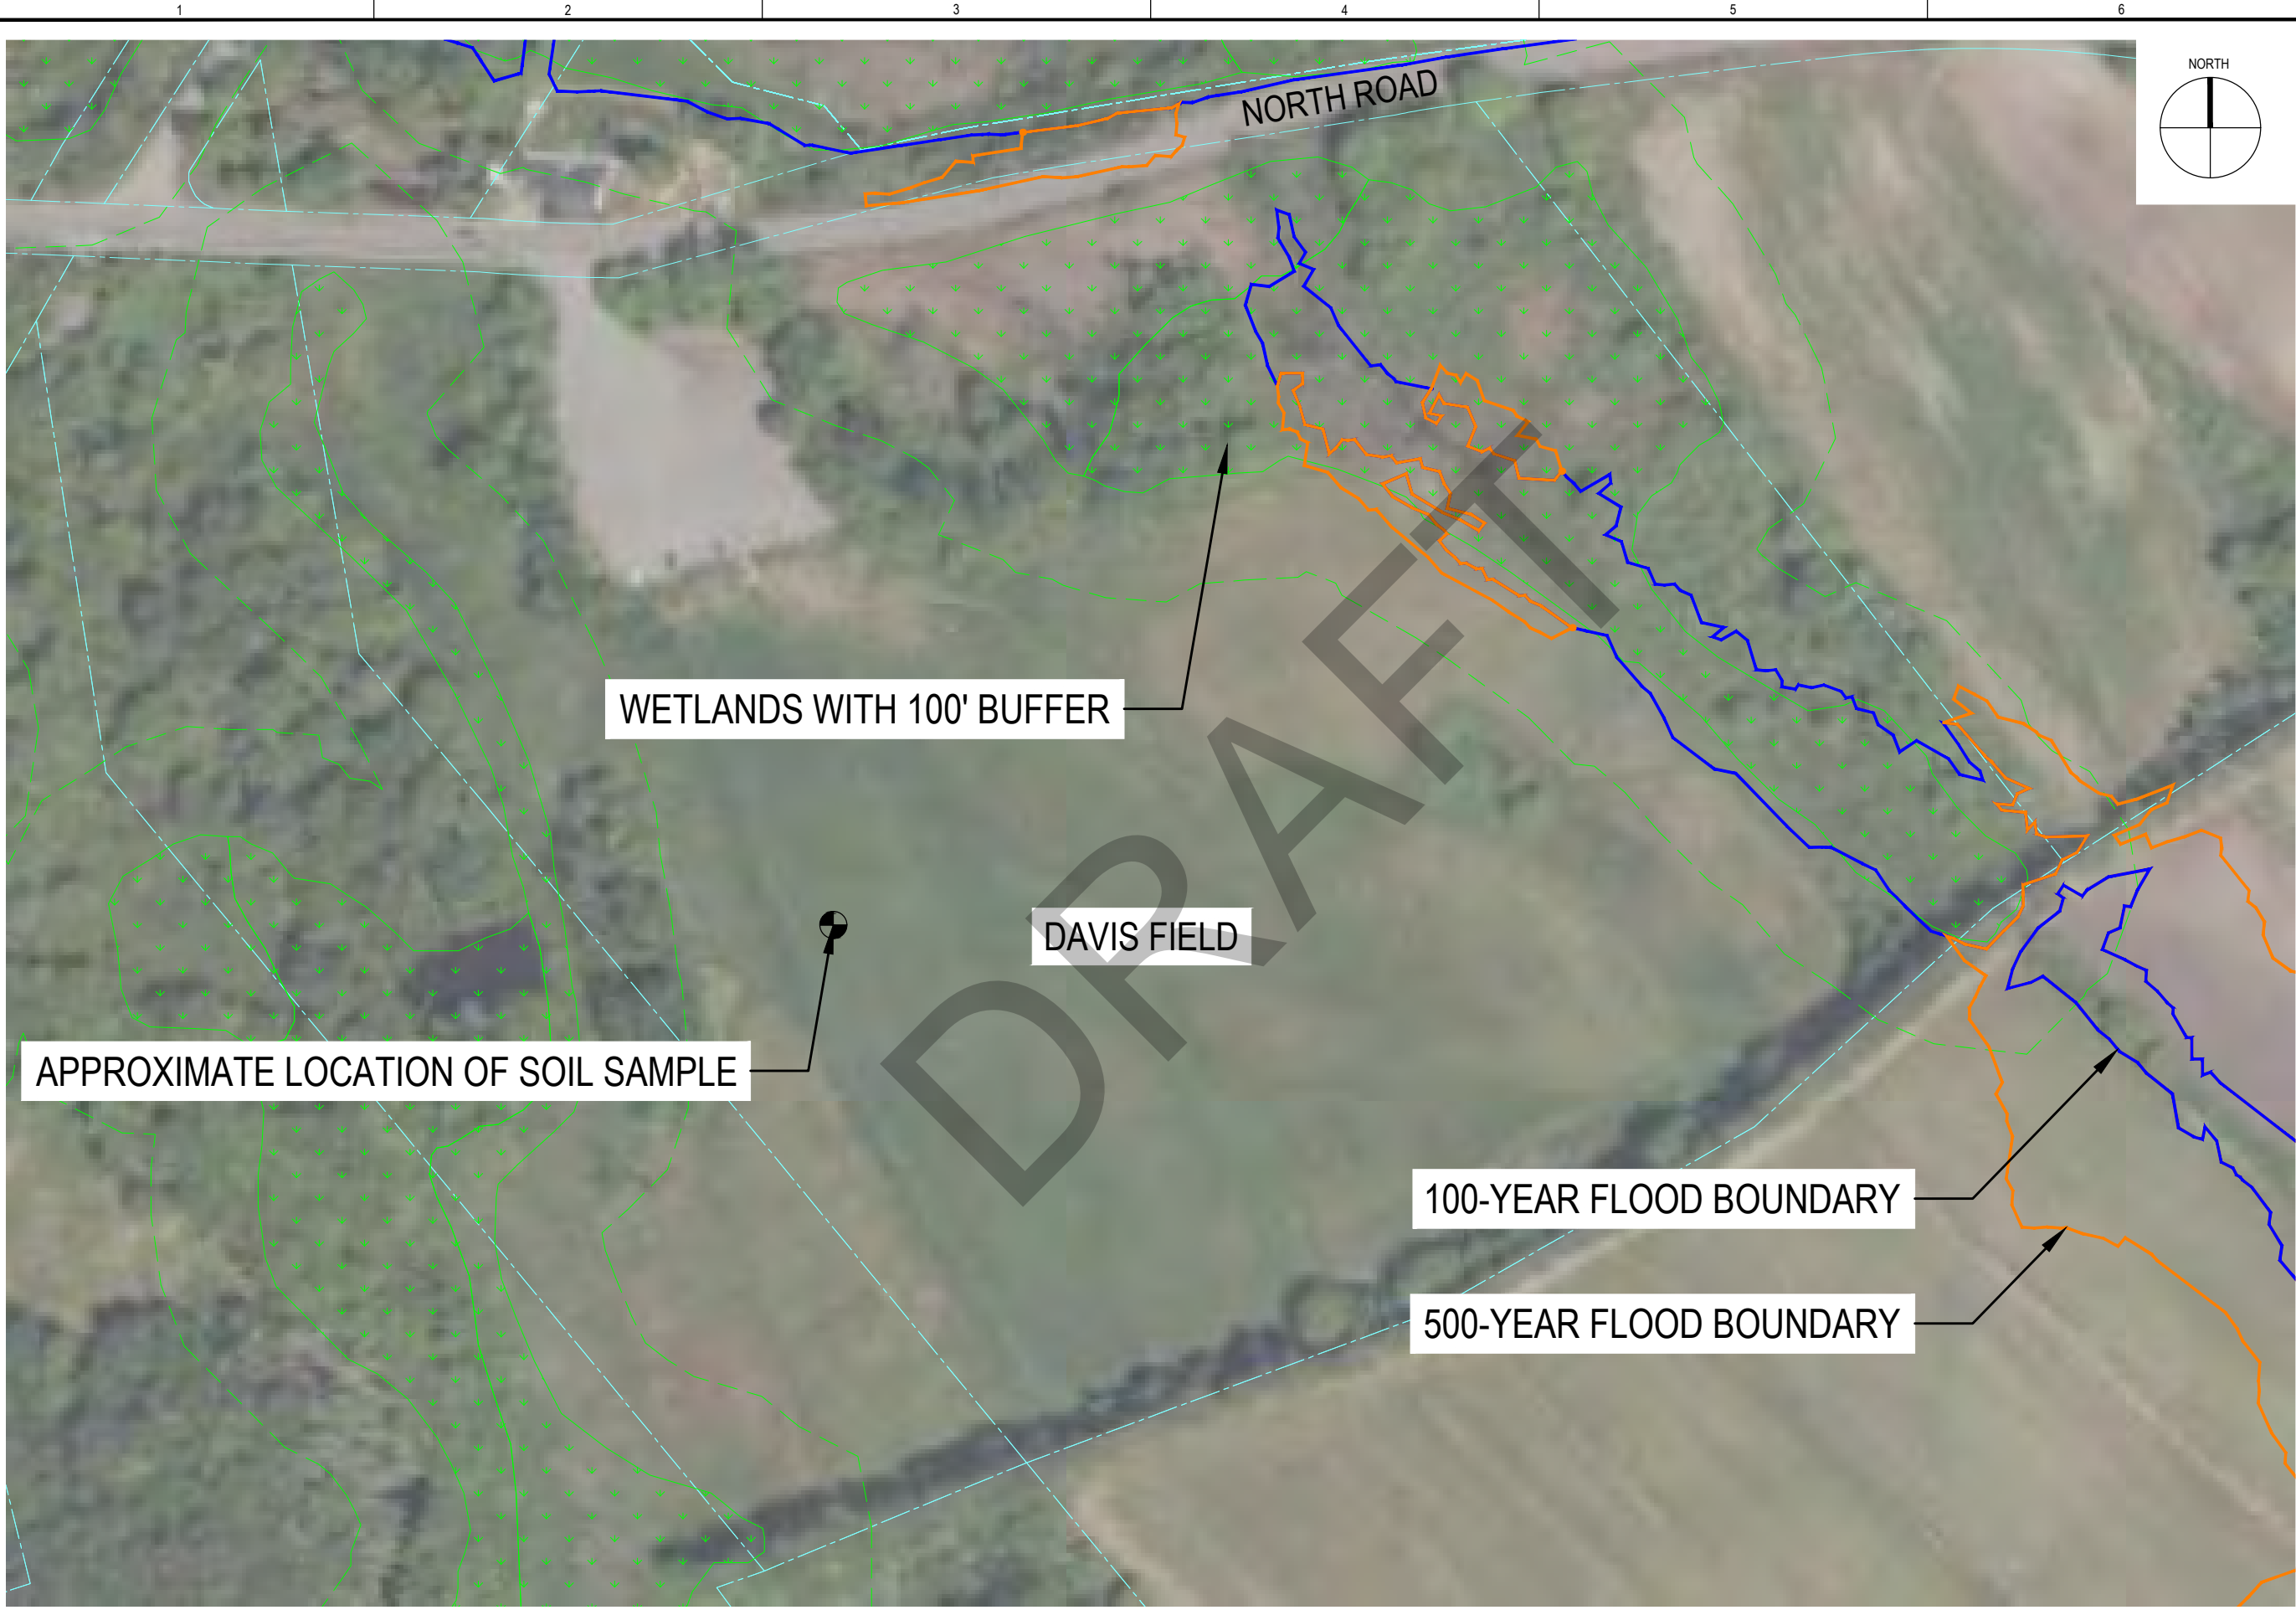 1 2 3 4 5 6
NORTH
NORTH ROAD
WETLANDS WITH 100' BUFFER
DAVIS FIELD
DRAFT
APPROXIMATE LOCATION OF SOIL SAMPLE
100-YEAR FLOOD BOUNDARY
500-YEAR FLOOD BOUNDARY